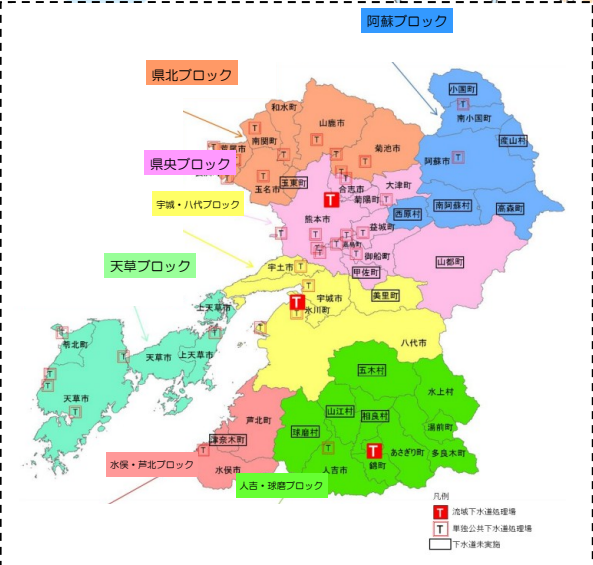 阿蘇ブロック
県北ブロック
小国町
南小国町
和水町
山鹿市
南関町
菊池市
産山村
阿蘇市
県央ブロック
玉名市
玉東町
合志市
大津町
菊陽町
宇城・八代ブロック
熊本市
西原村
南阿蘇村
高森町
益城町
嘉島町
御船町
山都町
甲佐町
天草ブロック
宇土市
宇城市
美里町
氷川町
上天草市
八代市
苓北町
天草市
上天草市
天草市
五木村
水上村
芦北町
山江村
相良村
湯前町
津奈木町
球磨村
あさぎり町
多良木町
水俣・芦北ブロック
水俣市
人吉市
錦町
人吉・球磨ブロック
凡例
T 流域下水道処理場
T 単独公共下水道処理場
下水道未実施